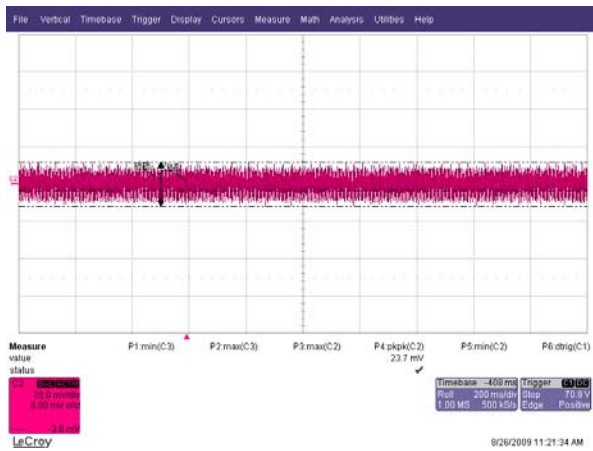 File Vertical Timebase Trigger Display Cursors Measure Math Analysis Utilities Help
C2
Measure P1:min(C3) P2:max(C3) P3:max(C2) P4:pkpk(C2) P5:min(C2) P6:dtrig(C1)
value 23.7 mV
status ✓
C2
20.0 mV/div
0.00 mV ofst
-3.8 mV
Timebase -400 ms
Roll 200 ms/div
1.00 MS 500 kS/s
Trigger C1 DC
Stop 70.9 V
Edge Positive
LeCroy 8/26/2009 11:21:34 AM